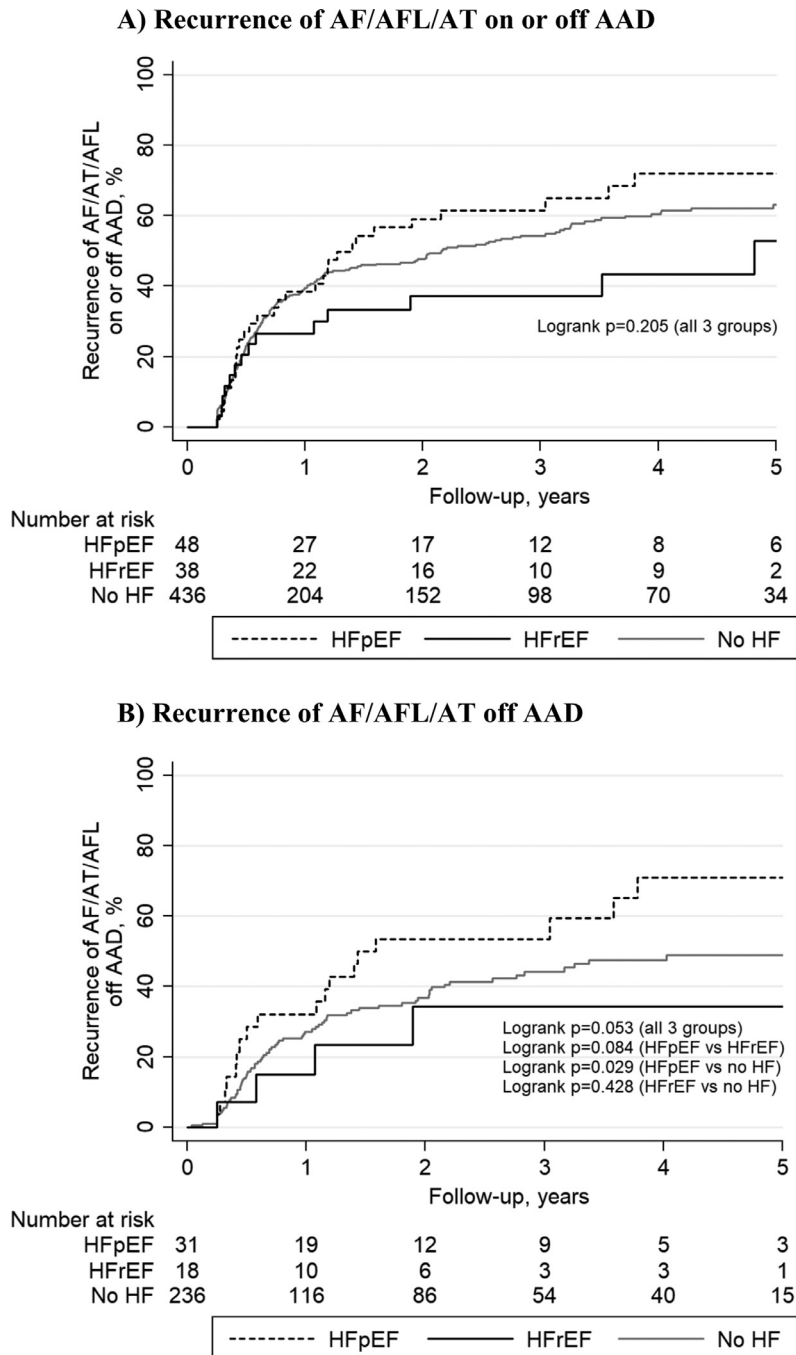 A) Recurrence of AF/AFL/AT on or off AAD
Recurrence of AF/AT/AFL
on or off AAD, %
100
80
60
40
20
0
Logrank p=0.205 (all 3 groups)
0 1 2 3 4 5
Follow-up, years
Number at risk
HFpEF 48 27 17 12 8 6
HFrEF 38 22 16 10 9 2
No HF 436 204 152 98 70 34
HFpEF HFrEF No HF
B) Recurrence of AF/AFL/AT off AAD
Recurrence of AF/AT/AFL
off AAD, %
100
80
60
40
20
0
Logrank p=0.053 (all 3 groups)
Logrank p=0.084 (HFpEF vs HFrEF)
Logrank p=0.029 (HFpEF vs no HF)
Logrank p=0.428 (HFrEF vs no HF)
0 1 2 3 4 5
Follow-up, years
Number at risk
HFpEF 31 19 12 9 5 3
HFrEF 18 10 6 3 3 1
No HF 236 116 86 54 40 15
HFpEF HFrEF No HF